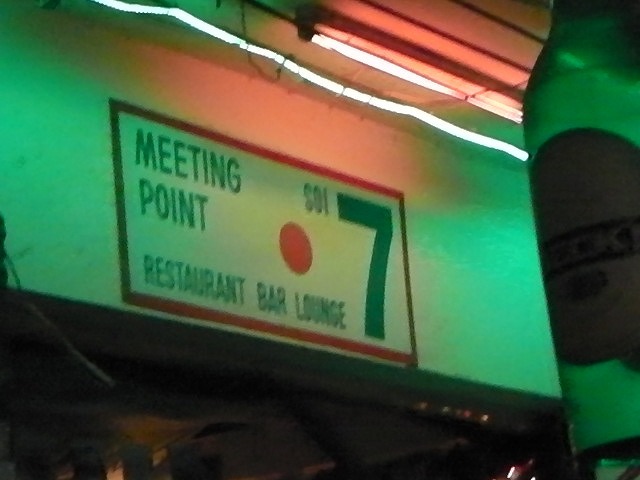 MEETING
POINT
SOI 7
RESTAURANT BAR LOUNGE